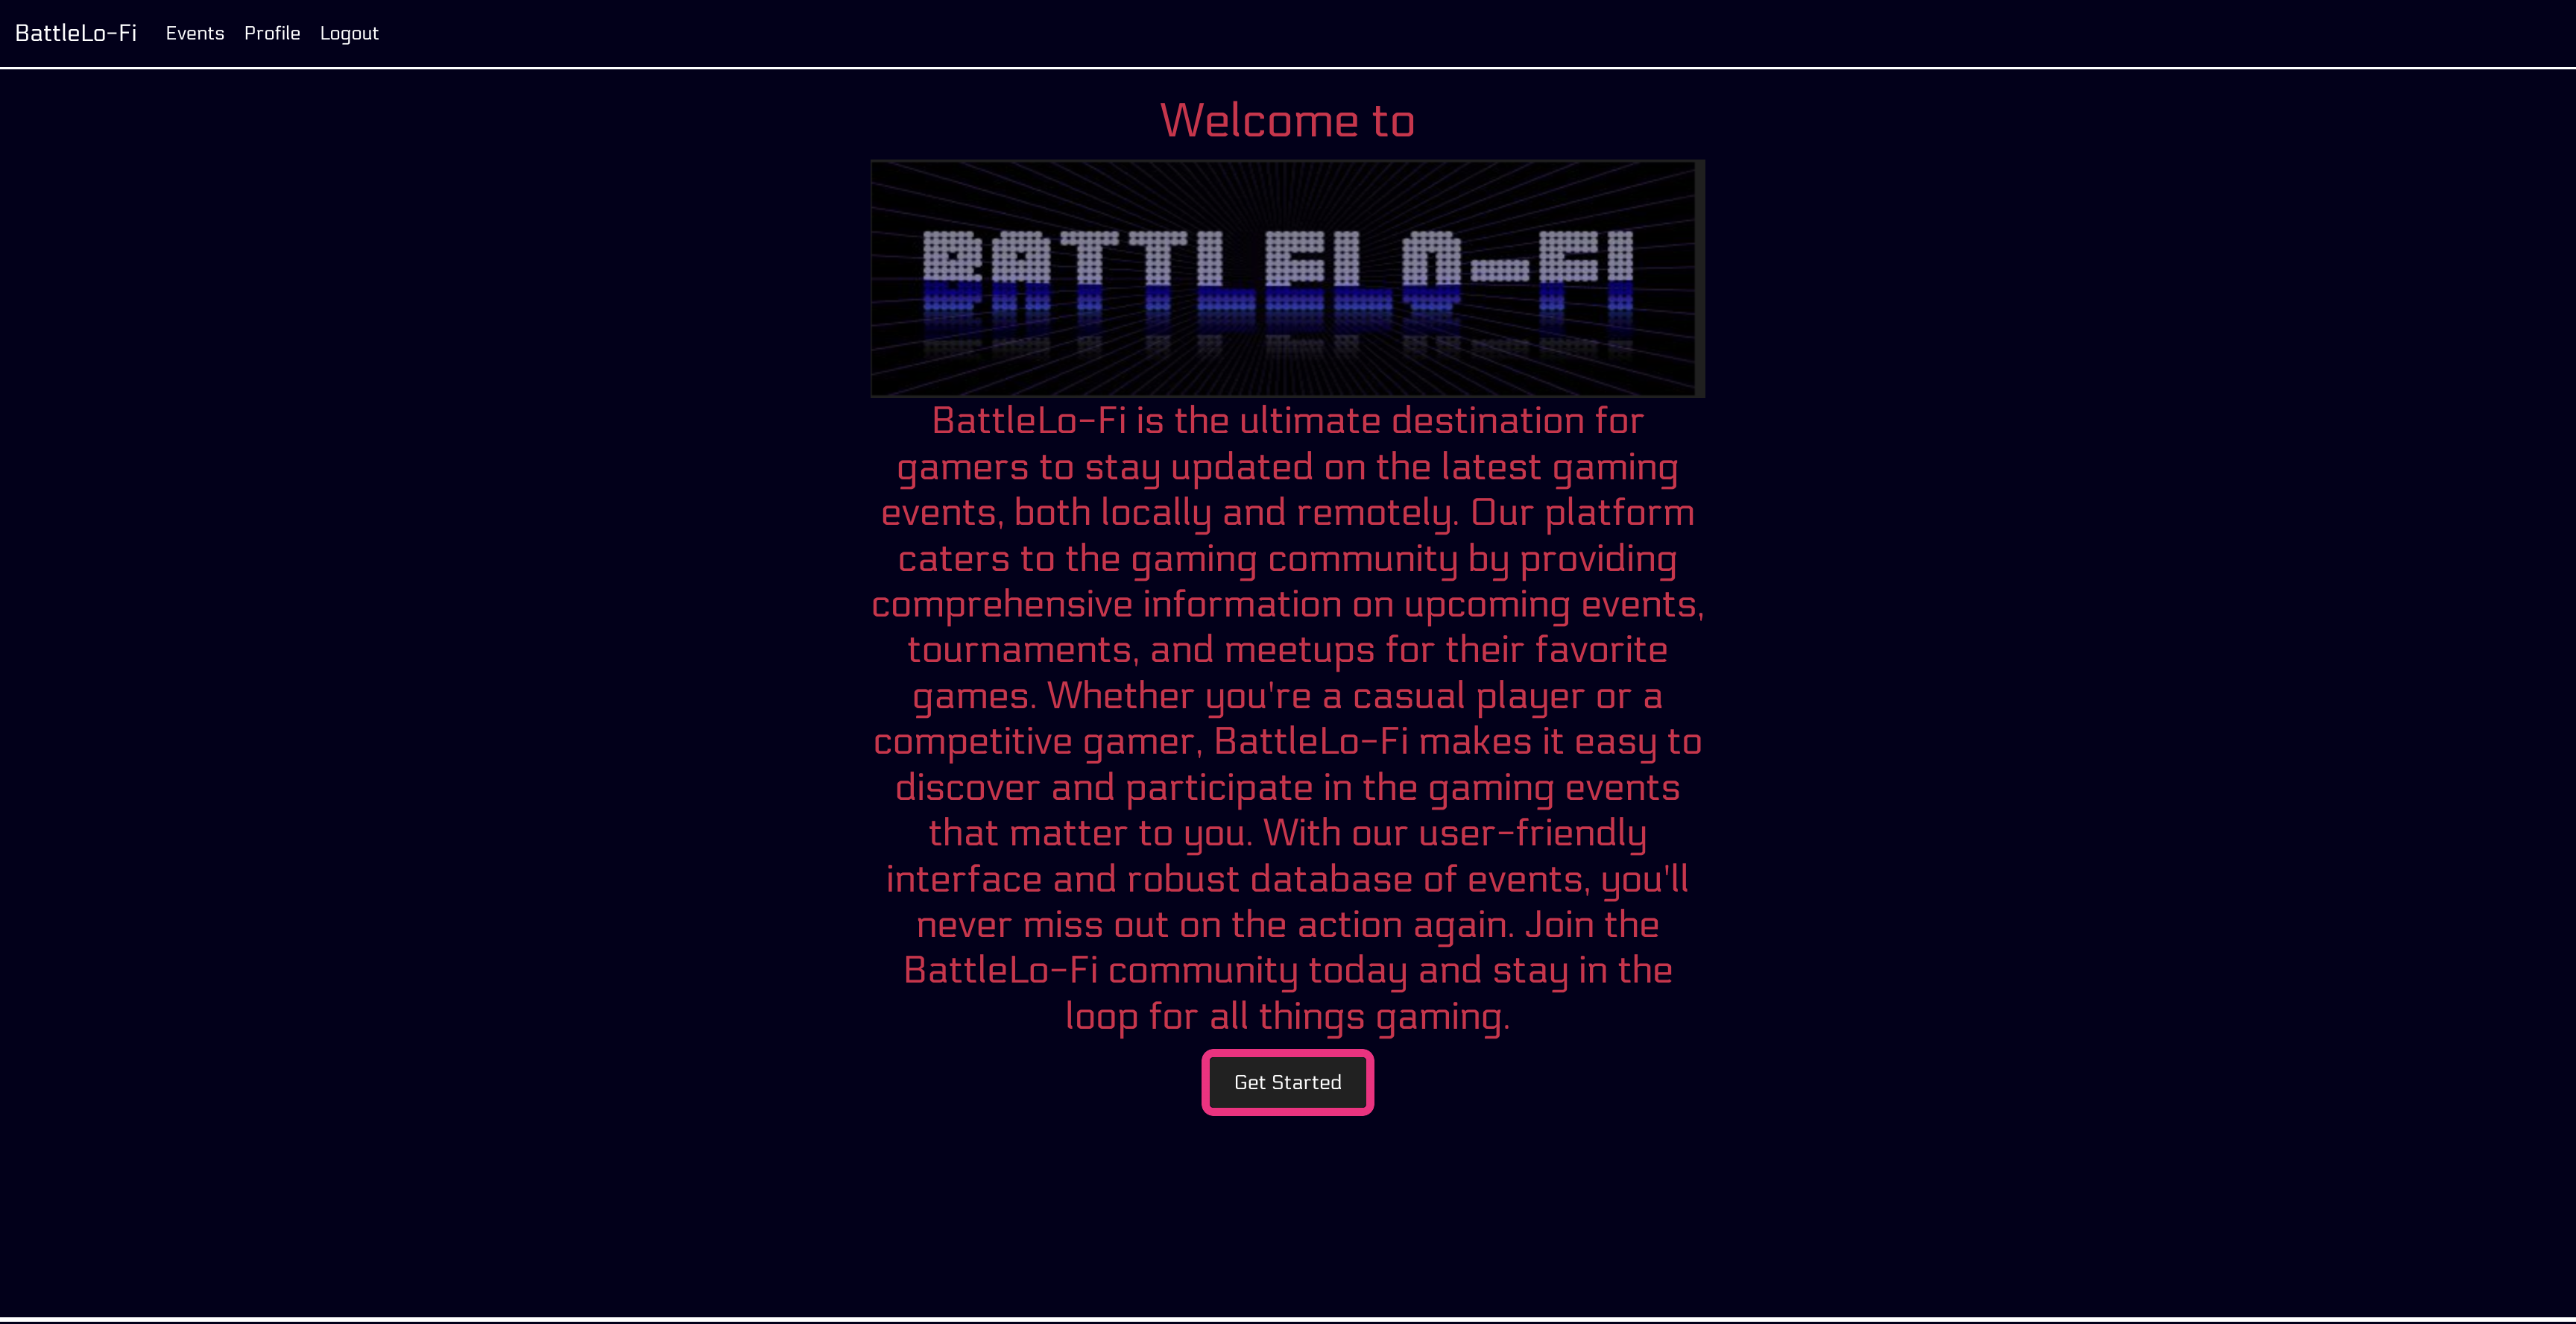 BattleLo-Fi Events Profile Logout
Welcome to
BATTLELO-FI
BattleLo-Fi is the ultimate destination for
gamers to stay updated on the latest gaming
events, both locally and remotely. Our platform
caters to the gaming community by providing
comprehensive information on upcoming events,
tournaments, and meetups for their favorite
games. Whether you're a casual player or a
competitive gamer, BattleLo-Fi makes it easy to
discover and participate in the gaming events
that matter to you. With our user-friendly
interface and robust database of events, you'll
never miss out on the action again. Join the
BattleLo-Fi community today and stay in the
loop for all things gaming.
Get Started